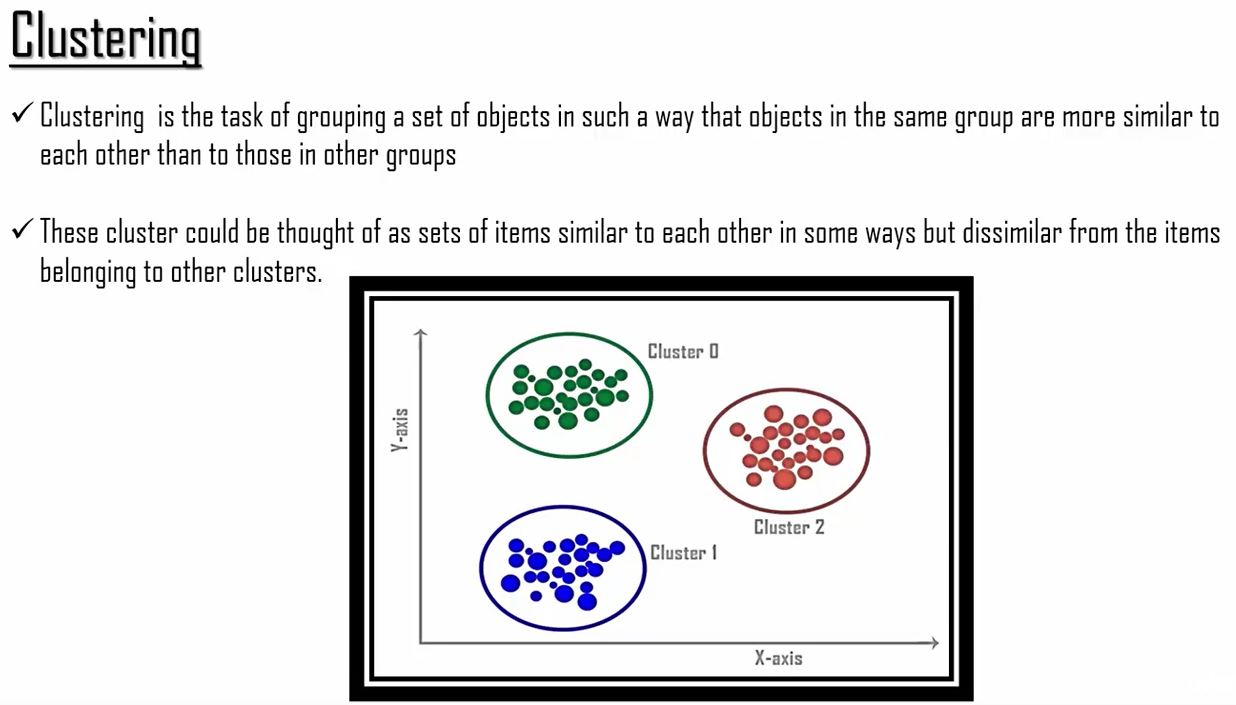 Clustering
✓ Clustering is the task of grouping a set of objects in such a way that objects in the same group are more similar to
each other than to those in other groups
✓ These cluster could be thought of as sets of items similar to each other in some ways but dissimilar from the items
belonging to other clusters.
Cluster 0
Y-axis
Cluster 2
Cluster 1
X-axis